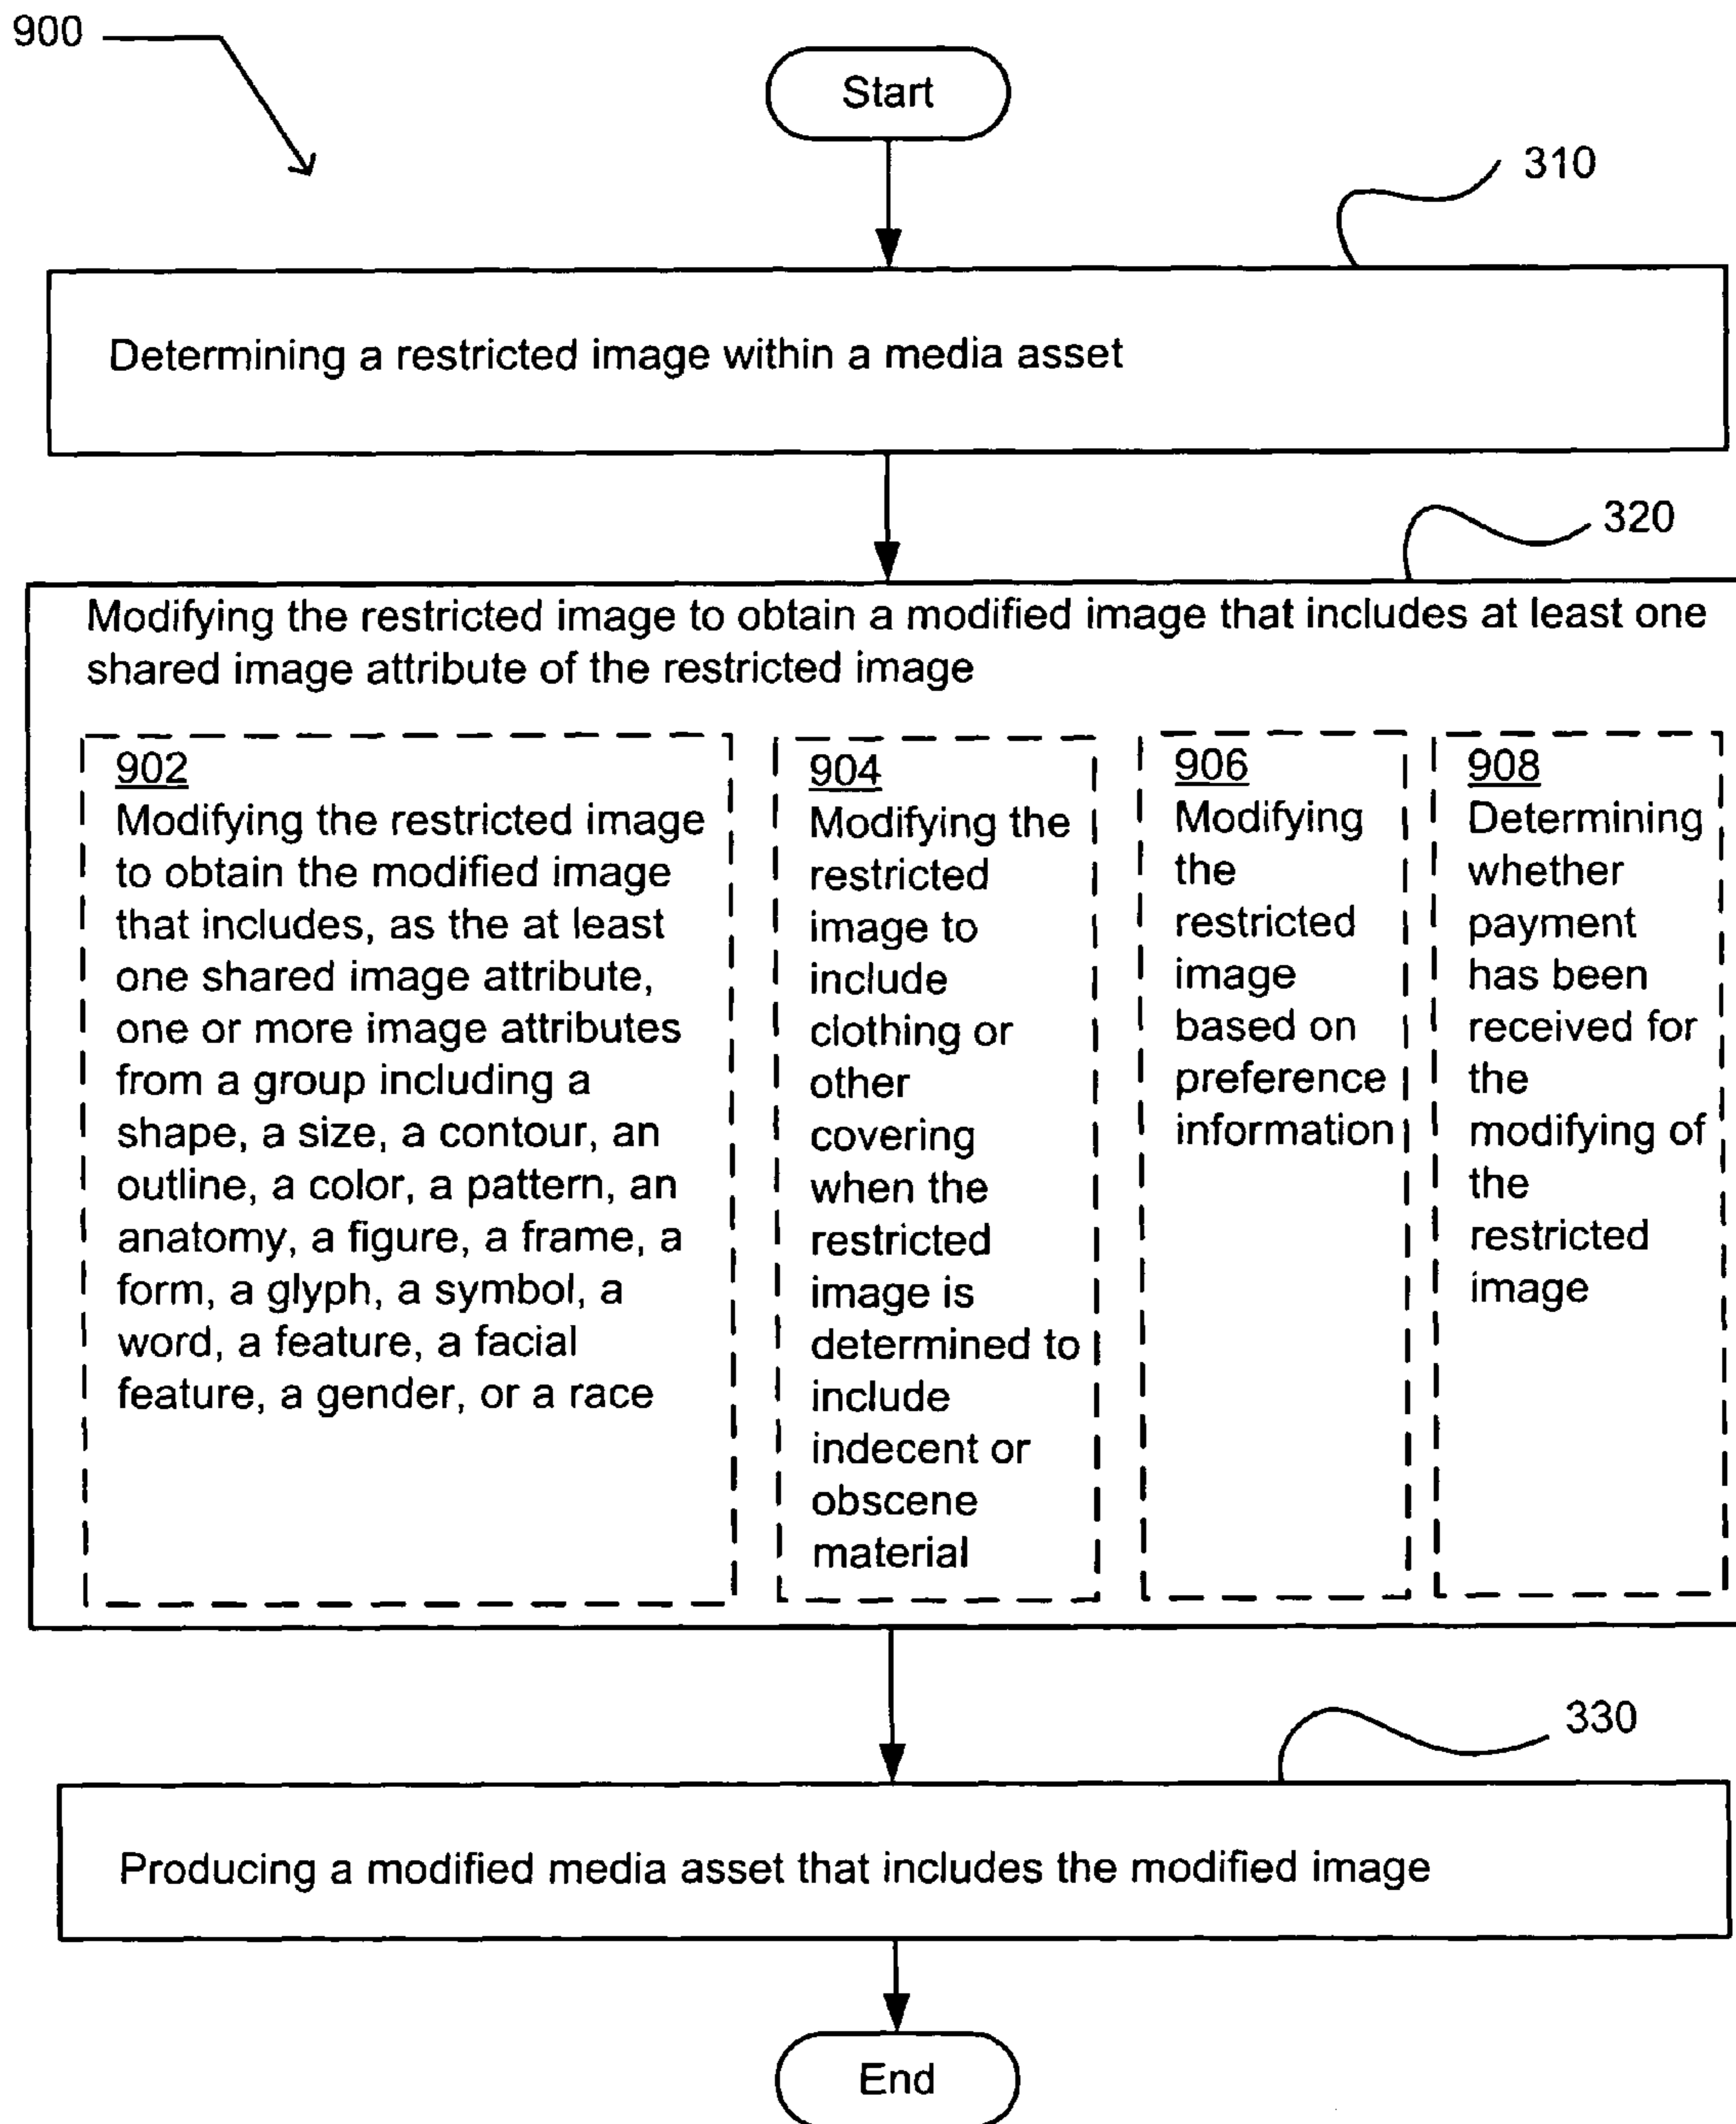 900
Start
310
Determining a restricted image within a media asset
320
Modifying the restricted image to obtain a modified image that includes at least one
shared image attribute of the restricted image
902
Modifying the restricted image
to obtain the modified image
that includes, as the at least
one shared image attribute,
one or more image attributes
from a group including a
shape, a size, a contour, an
outline, a color, a pattern, an
anatomy, a figure, a frame, a
form, a glyph, a symbol, a
word, a feature, a facial
feature, a gender, or a race
904
Modifying the
restricted
image to
include
clothing or
other
covering
when the
restricted
image is
determined to
include
indecent or
obscene
material
906
Modifying
the
restricted
image
based on
preference
information
908
Determining
whether
payment
has been
received for
the
modifying of
the
restricted
image
330
Producing a modified media asset that includes the modified image
End